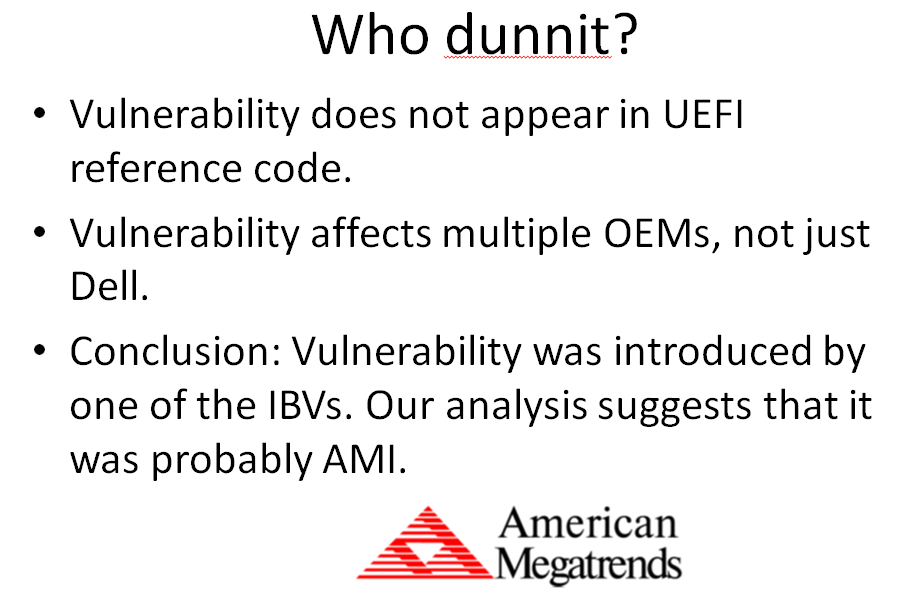 Who dunnit?
• Vulnerability does not appear in UEFI
reference code.
• Vulnerability affects multiple OEMs, not just
Dell.
• Conclusion: Vulnerability was introduced by
one of the IBVs. Our analysis suggests that it
was probably AMI.
American
Megatrends